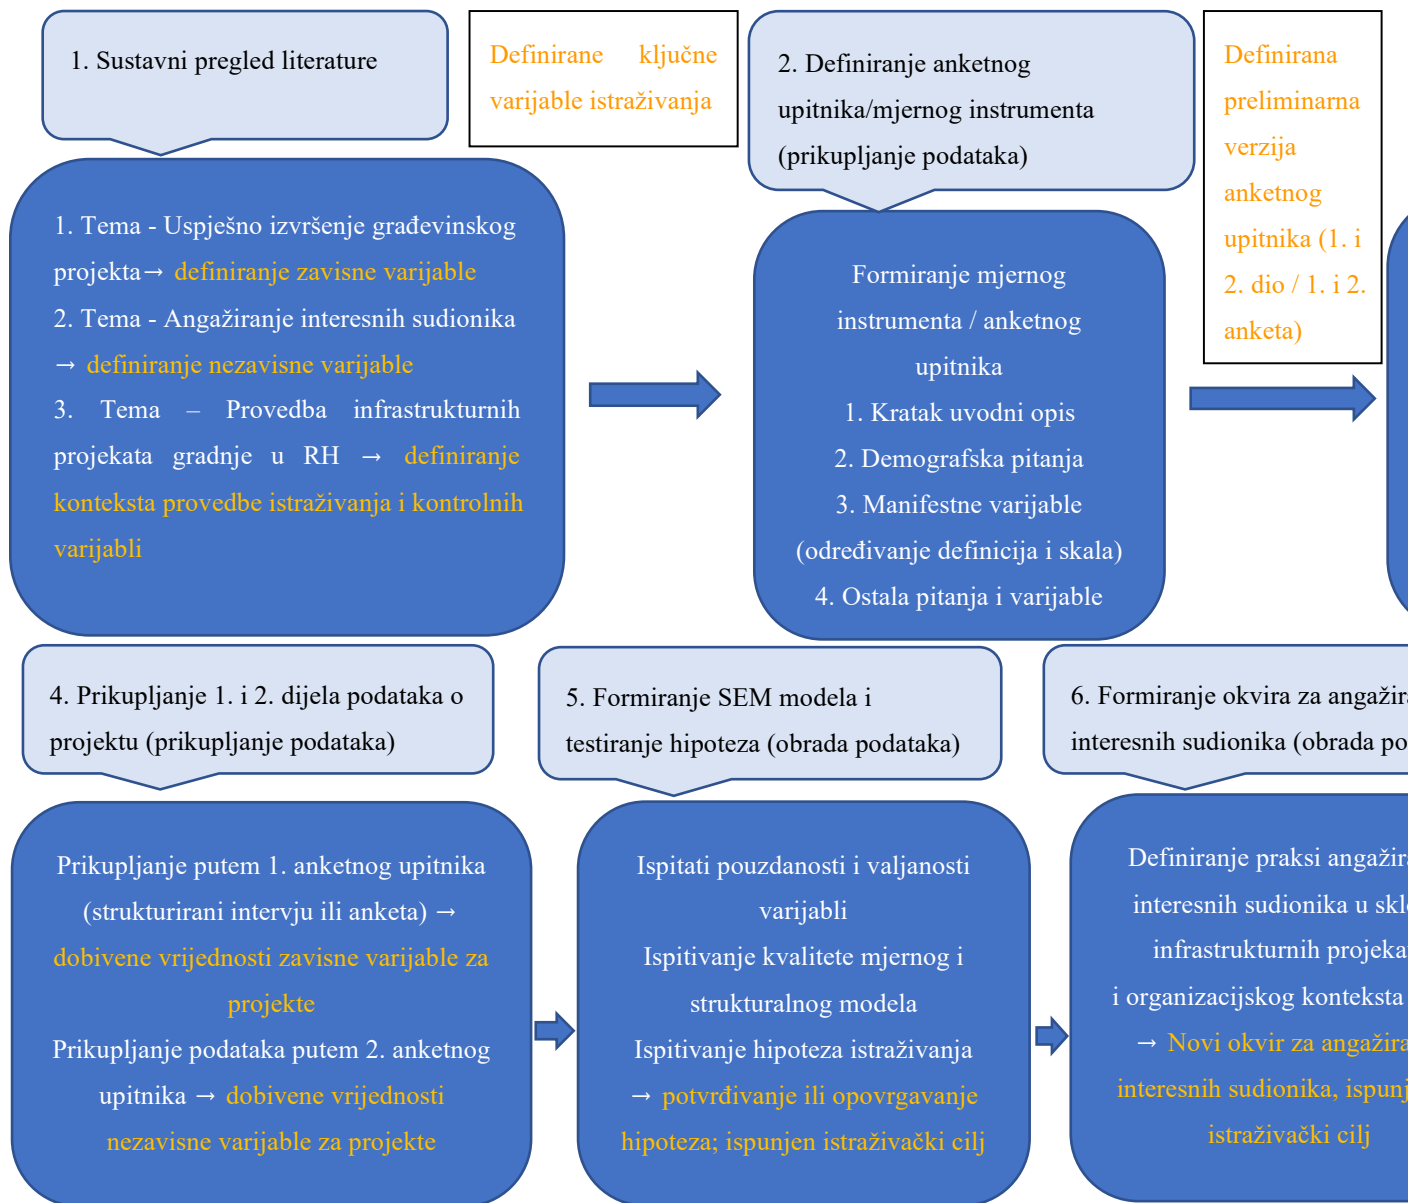 1. Sustavni pregled literature
Definirane ključne
varijable istraživanja
2. Definiranje anketnog
upitnika/mjernog instrumenta
(prikupljanje podataka)
Definirana
preliminarna
verzija
anketnog
upitnika (1. i
2. dio / 1. i 2.
anketa)
1. Tema - Uspješno izvršenje građevinskog
projekta→ definiranje zavisne varijable
2. Tema - Angažiranje interesnih sudionika
→ definiranje nezavisne varijable
3. Tema – Provedba infrastrukturnih
projekata gradnje u RH → definiranje
konteksta provedbe istraživanja i kontrolnih
varijabli
Formiranje mjernog
instrumenta / anketnog
upitnika
1. Kratak uvodni opis
2. Demografska pitanja
3. Manifestne varijable
(određivanje definicija i skala)
4. Ostala pitanja i varijable
4. Prikupljanje 1. i 2. dijela podataka o
projektu (prikupljanje podataka)
5. Formiranje SEM modela i
testiranje hipoteza (obrada podataka)
6. Formiranje okvira za angažira
interesnih sudionika (obrada po
Prikupljanje putem 1. anketnog upitnika
(strukturirani intervju ili anketa) →
dobivene vrijednosti zavisne varijable za
projekte
Prikupljanje podataka putem 2. anketnog
upitnika → dobivene vrijednosti
nezavisne varijable za projekte
Ispitati pouzdanosti i valjanosti
varijabli
Ispitivanje kvalitete mjernog i
strukturalnog modela
Ispitivanje hipoteza istraživanja
→ potvrđivanje ili opovrgavanje
hipoteza; ispunjen istraživački cilj
Definiranje praksi angažira
interesnih sudionika u skl
infrastrukturnih projeka
i organizacijskog konteksta
→ Novi okvir za angažira
interesnih sudionika, ispunj
istraživački cilj